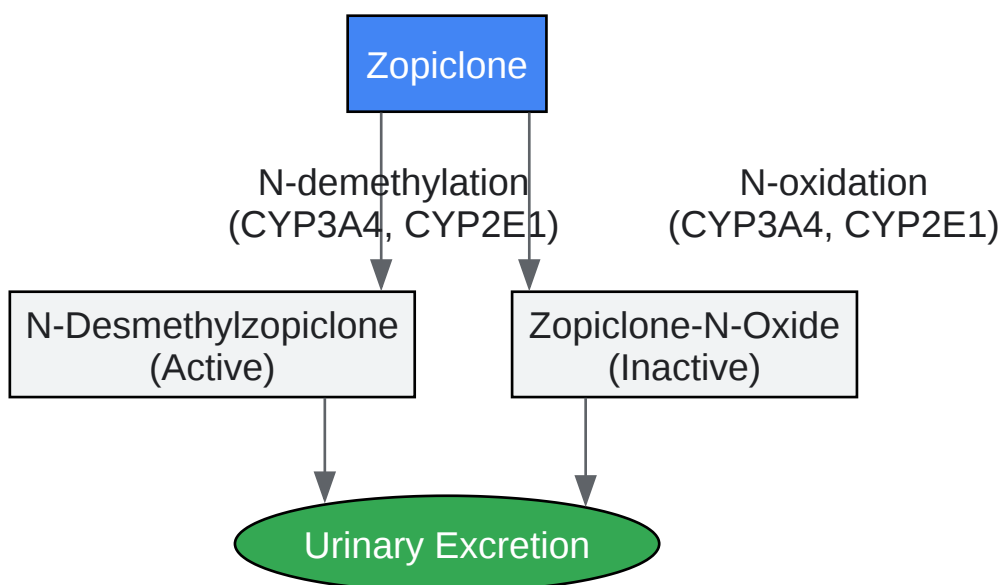 Zopiclone
N-demethylation
(CYP3A4, CYP2E1)
N-oxidation
(CYP3A4, CYP2E1)
N-Desmethylzopiclone
(Active)
Zopiclone-N-Oxide
(Inactive)
Urinary Excretion